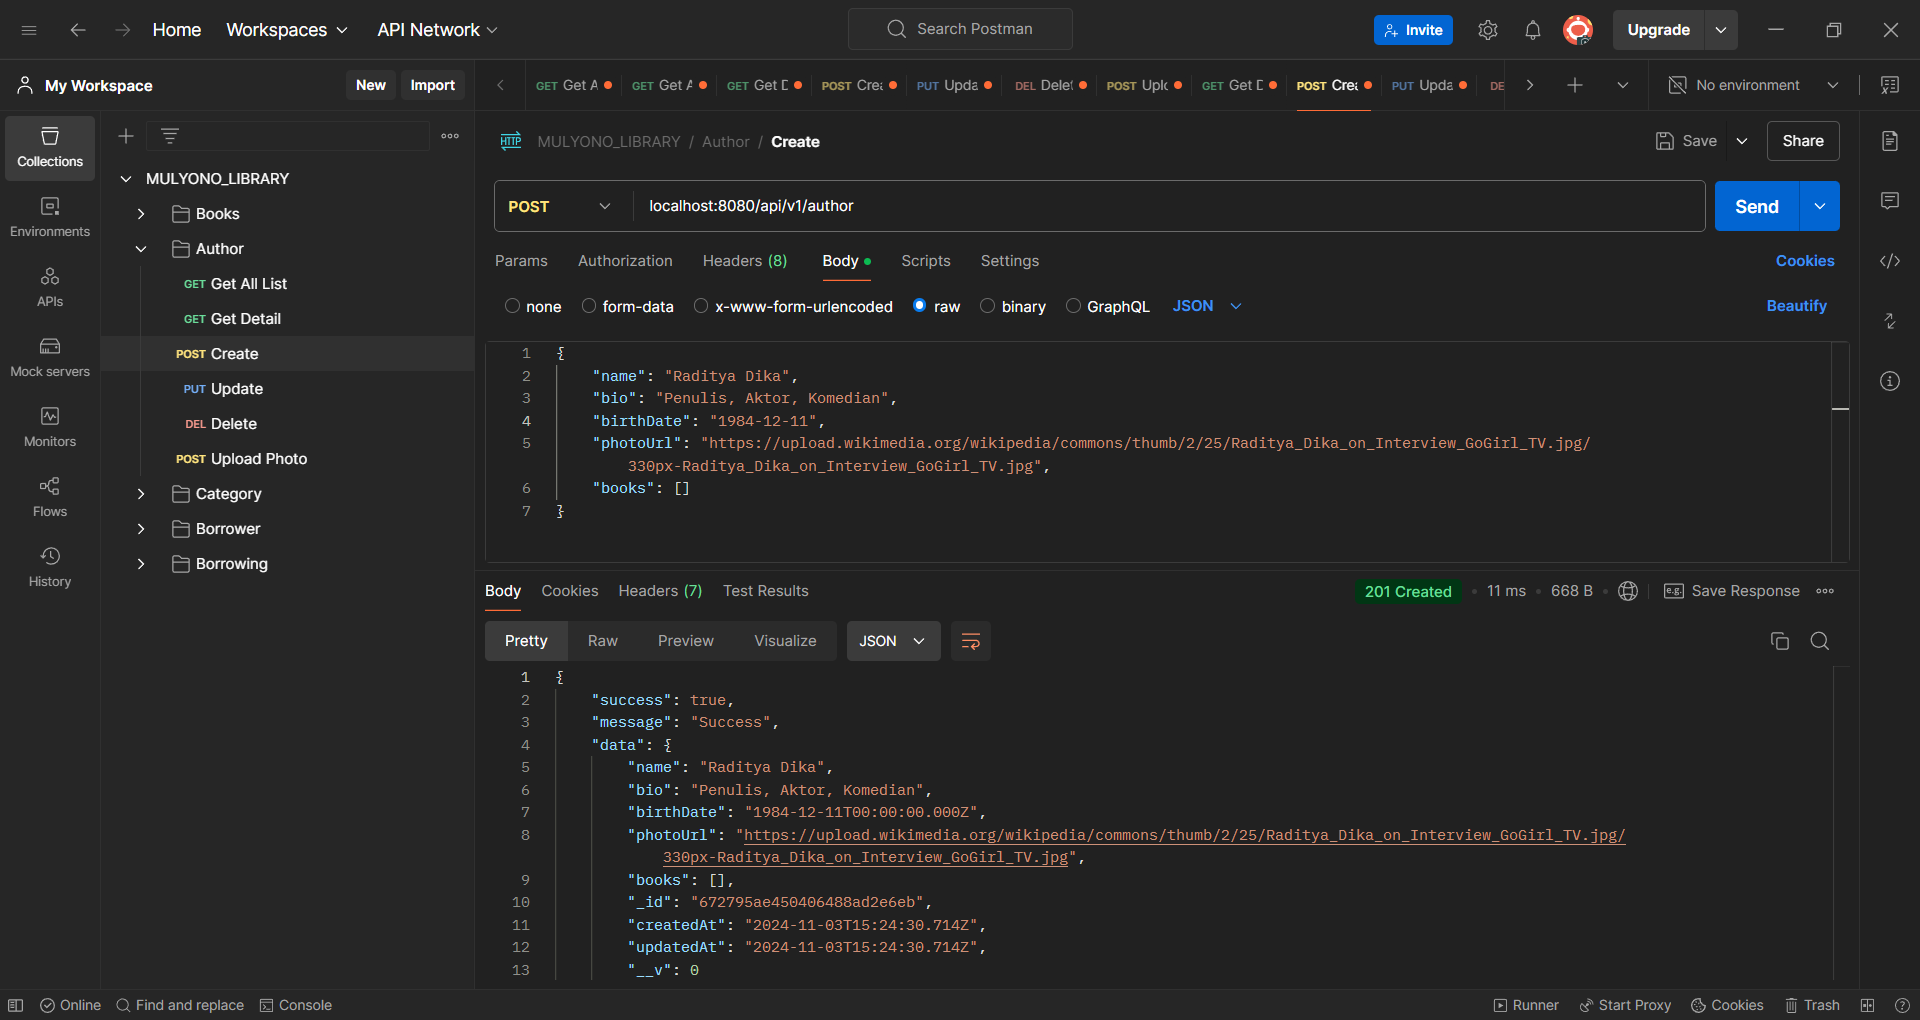 Home Workspaces API Network Search Postman Invite Upgrade
My Workspace New Import GET Get A GET Get A GET Get D POST Crea PUT Upda DEL Delet POST Uplo GET Get D POST Crea PUT Upda DE No environment
MULYONO_LIBRARY / Author / Create Save Share
Collections
Environments
APIs
Mock servers
Monitors
Flows
History
MULYONO_LIBRARY
Books
Author
GET Get All List
GET Get Detail
POST Create
PUT Update
DEL Delete
POST Upload Photo
Category
Borrower
Borrowing
HTTP
POST localhost:8080/api/v1/author Send
Params Authorization Headers (8) Body Scripts Settings Cookies
none form-data x-www-form-urlencoded raw binary GraphQL JSON Beautify
1 {
2 "name": "Raditya Dika",
3 "bio": "Penulis, Aktor, Komedian",
4 "birthDate": "1984-12-11",
5 "photoUrl": "https://upload.wikimedia.org/wikipedia/commons/thumb/2/25/Raditya_Dika_on_Interview_GoGirl_TV.jpg/
330px-Raditya_Dika_on_Interview_GoGirl_TV.jpg",
6 "books": []
7 }
Body Cookies Headers (7) Test Results 201 Created 11 ms 668 B e.g. Save Response
Pretty Raw Preview Visualize JSON
1 {
2 "success": true,
3 "message": "Success",
4 "data": {
5 "name": "Raditya Dika",
6 "bio": "Penulis, Aktor, Komedian",
7 "birthDate": "1984-12-11T00:00:00.000Z",
8 "photoUrl": "https://upload.wikimedia.org/wikipedia/commons/thumb/2/25/Raditya_Dika_on_Interview_GoGirl_TV.jpg/
330px-Raditya_Dika_on_Interview_GoGirl_TV.jpg",
9 "books": [],
10 "_id": "672795ae450406488ad2e6eb",
11 "createdAt": "2024-11-03T15:24:30.714Z",
12 "updatedAt": "2024-11-03T15:24:30.714Z",
13 "__v": 0
Online Find and replace Console Runner Start Proxy Cookies Trash